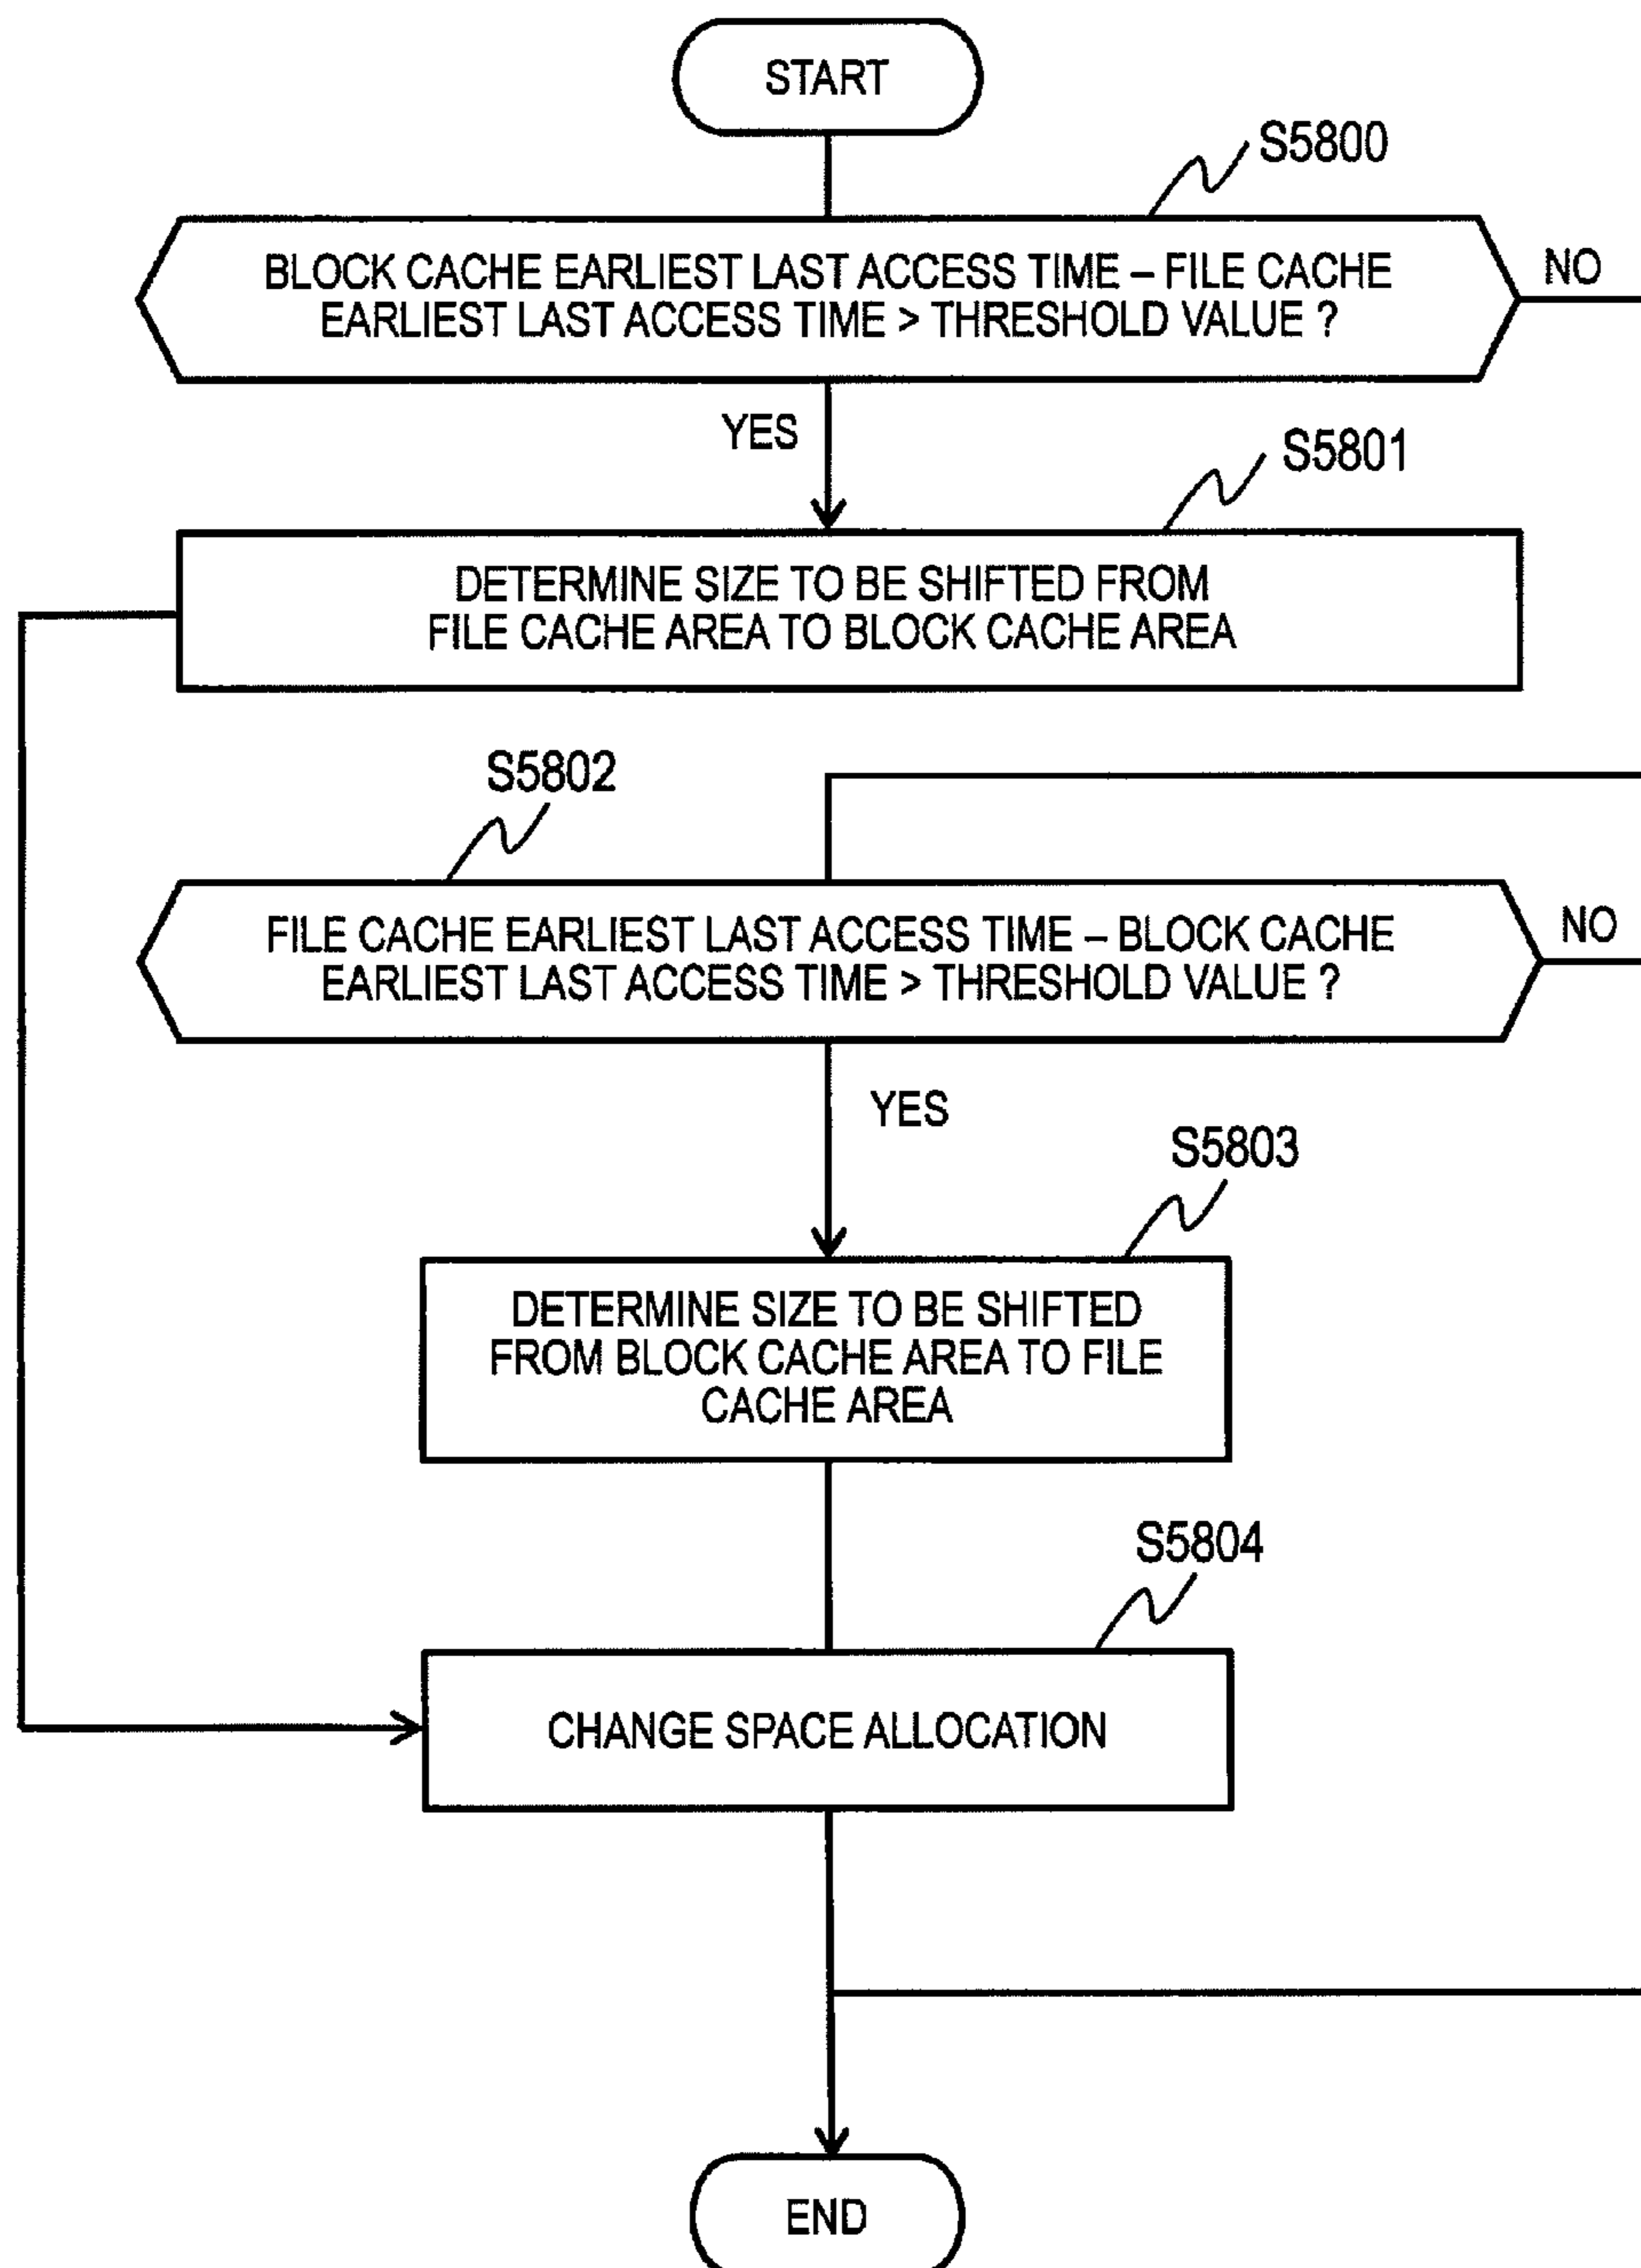 START
S5800
BLOCK CACHE EARLIEST LAST ACCESS TIME – FILE CACHE
EARLIEST LAST ACCESS TIME > THRESHOLD VALUE ?
NO
YES
S5801
DETERMINE SIZE TO BE SHIFTED FROM
FILE CACHE AREA TO BLOCK CACHE AREA
S5802
FILE CACHE EARLIEST LAST ACCESS TIME – BLOCK CACHE
EARLIEST LAST ACCESS TIME > THRESHOLD VALUE ?
NO
YES
S5803
DETERMINE SIZE TO BE SHIFTED
FROM BLOCK CACHE AREA TO FILE
CACHE AREA
S5804
CHANGE SPACE ALLOCATION
END